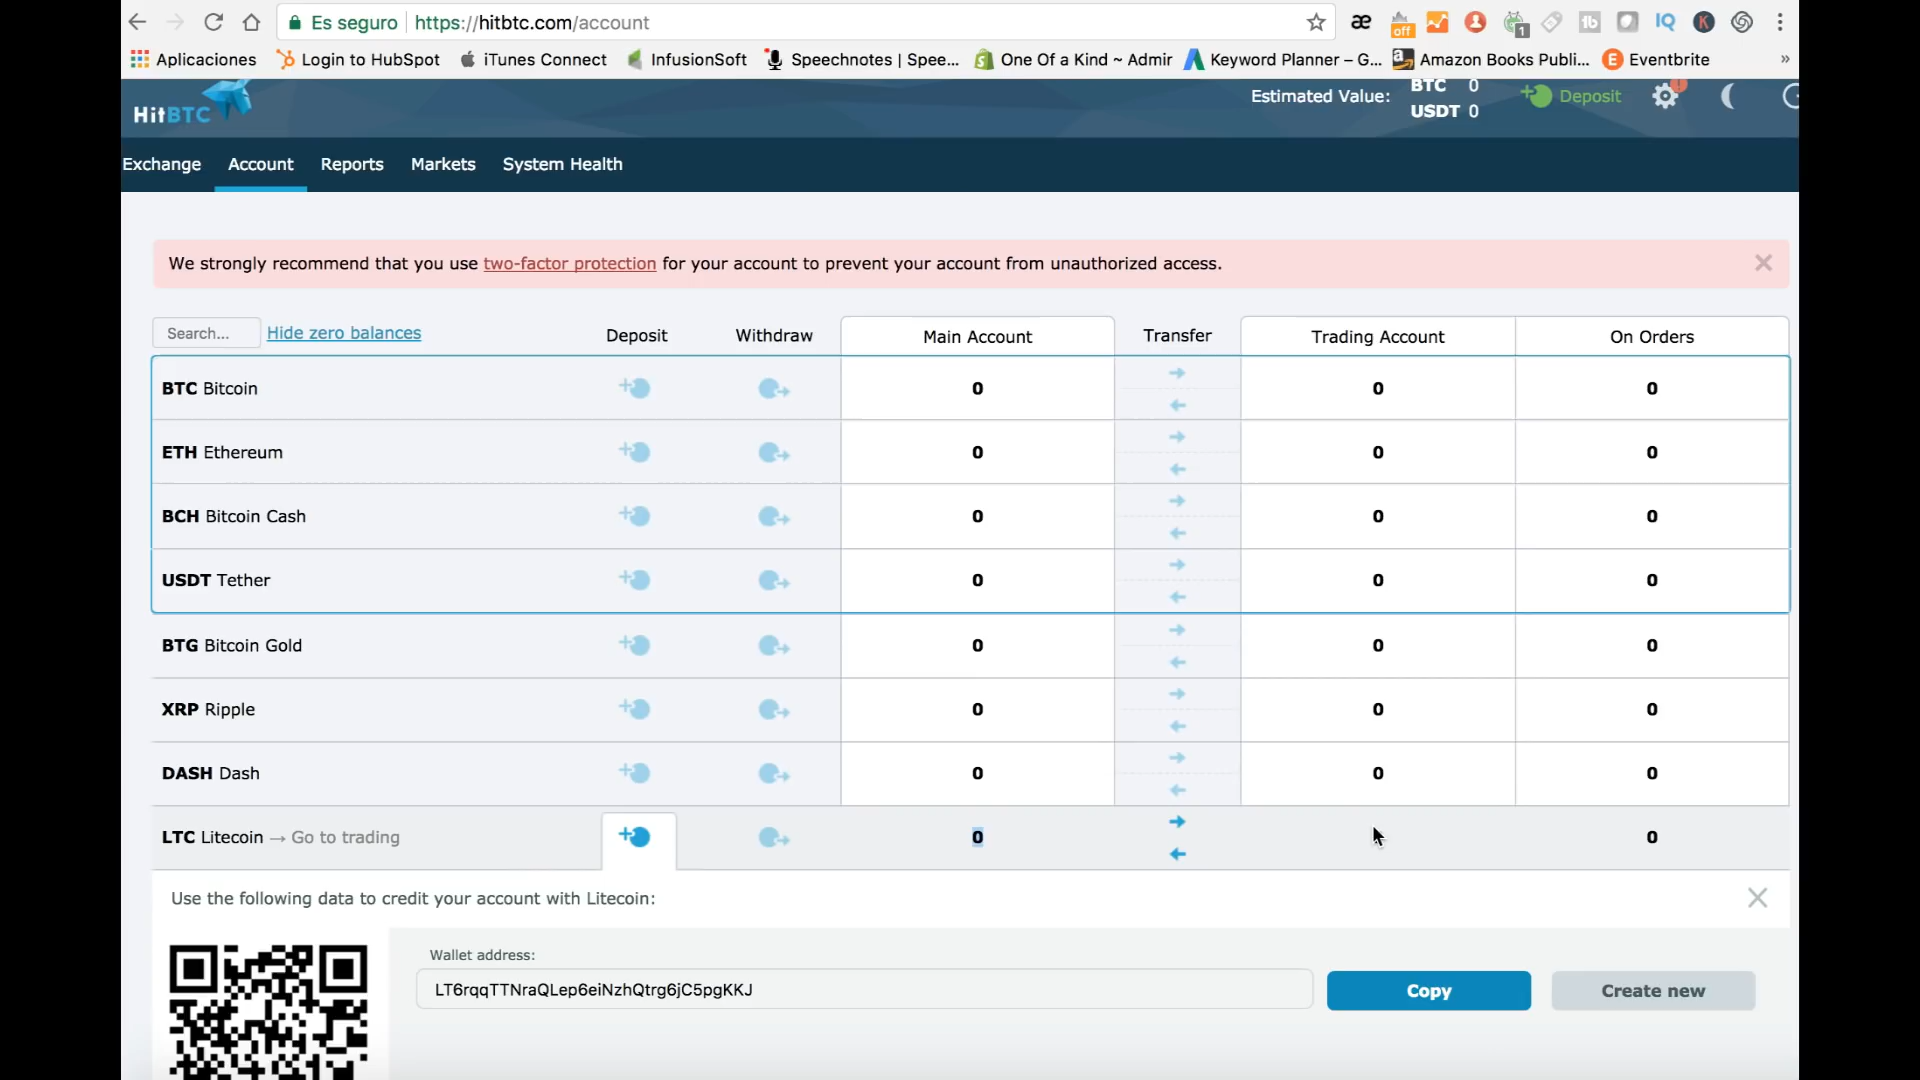 Es seguro https://hitbtc.com/account
æ off 1 tb IQ K
Aplicaciones Login to HubSpot iTunes Connect InfusionSoft Speechnotes | Spee... One Of a Kind ~ Admir Keyword Planner – G... Amazon Books Publi... Eventbrite »
HitBTC
Estimated Value: BTC 0
USDT 0
Deposit
Exchange Account Reports Markets System Health
We strongly recommend that you use two-factor protection for your account to prevent your account from unauthorized access.
Search... Hide zero balances Deposit Withdraw Main Account Transfer Trading Account On Orders
BTC Bitcoin 0 0 0
ETH Ethereum 0 0 0
BCH Bitcoin Cash 0 0 0
USDT Tether 0 0 0
BTG Bitcoin Gold 0 0 0
XRP Ripple 0 0 0
DASH Dash 0 0 0
LTC Litecoin → Go to trading 0 0
Use the following data to credit your account with Litecoin:
Wallet address:
LT6rqqTTNraQLep6eiNzhQtrg6jC5pgKKJ Copy Create new